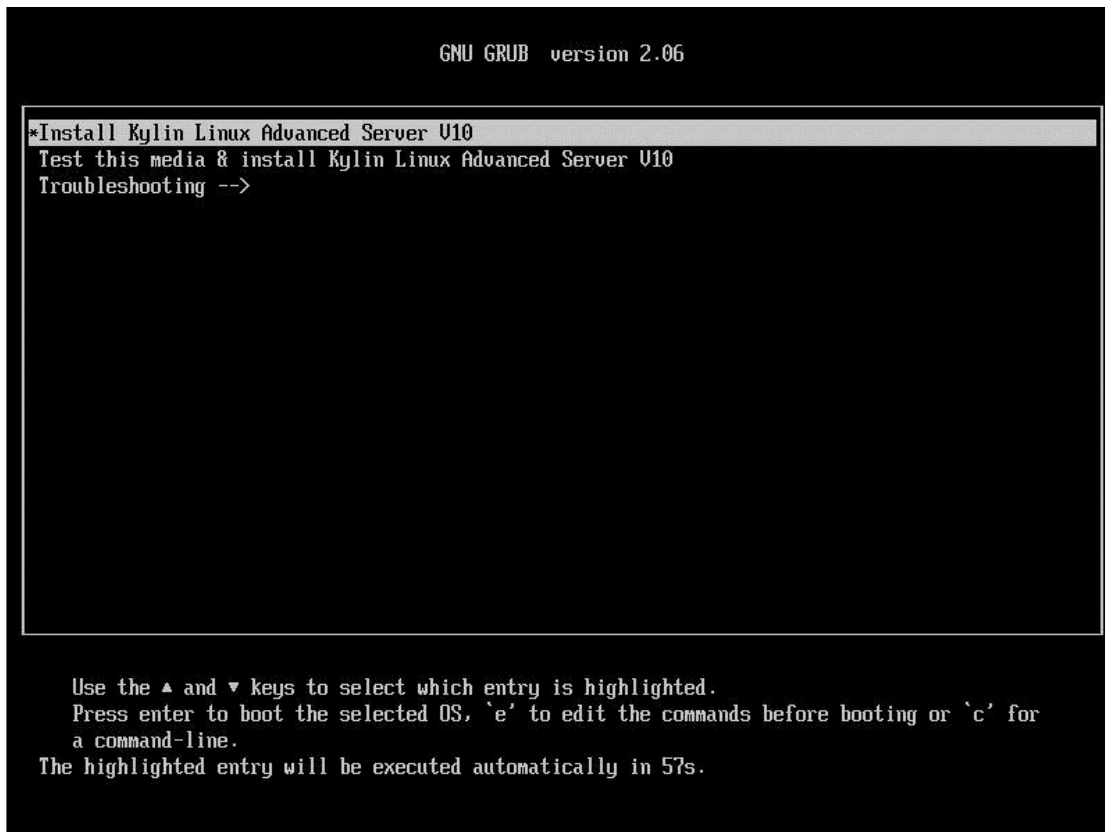 GNU GRUB version 2.06
*Install Kylin Linux Advanced Server V10
Test this media & install Kylin Linux Advanced Server V10
Troubleshooting -->
Use the ▲ and ▼ keys to select which entry is highlighted.
Press enter to boot the selected OS, `e' to edit the commands before booting or `c' for
a command-line.
The highlighted entry will be executed automatically in 57s.